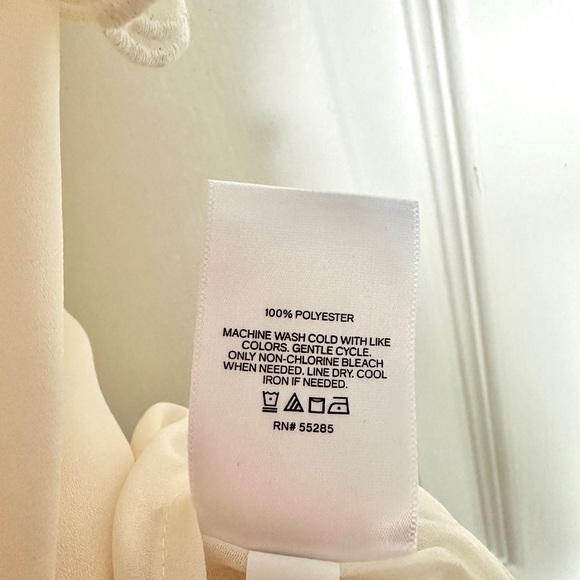 100% POLYESTER
MACHINE WASH COLD WITH LIKE
COLORS. GENTLE CYCLE.
ONLY NON-CHLORINE BLEACH
WHEN NEEDED. LINE DRY. COOL
IRON IF NEEDED.
RN# 55285